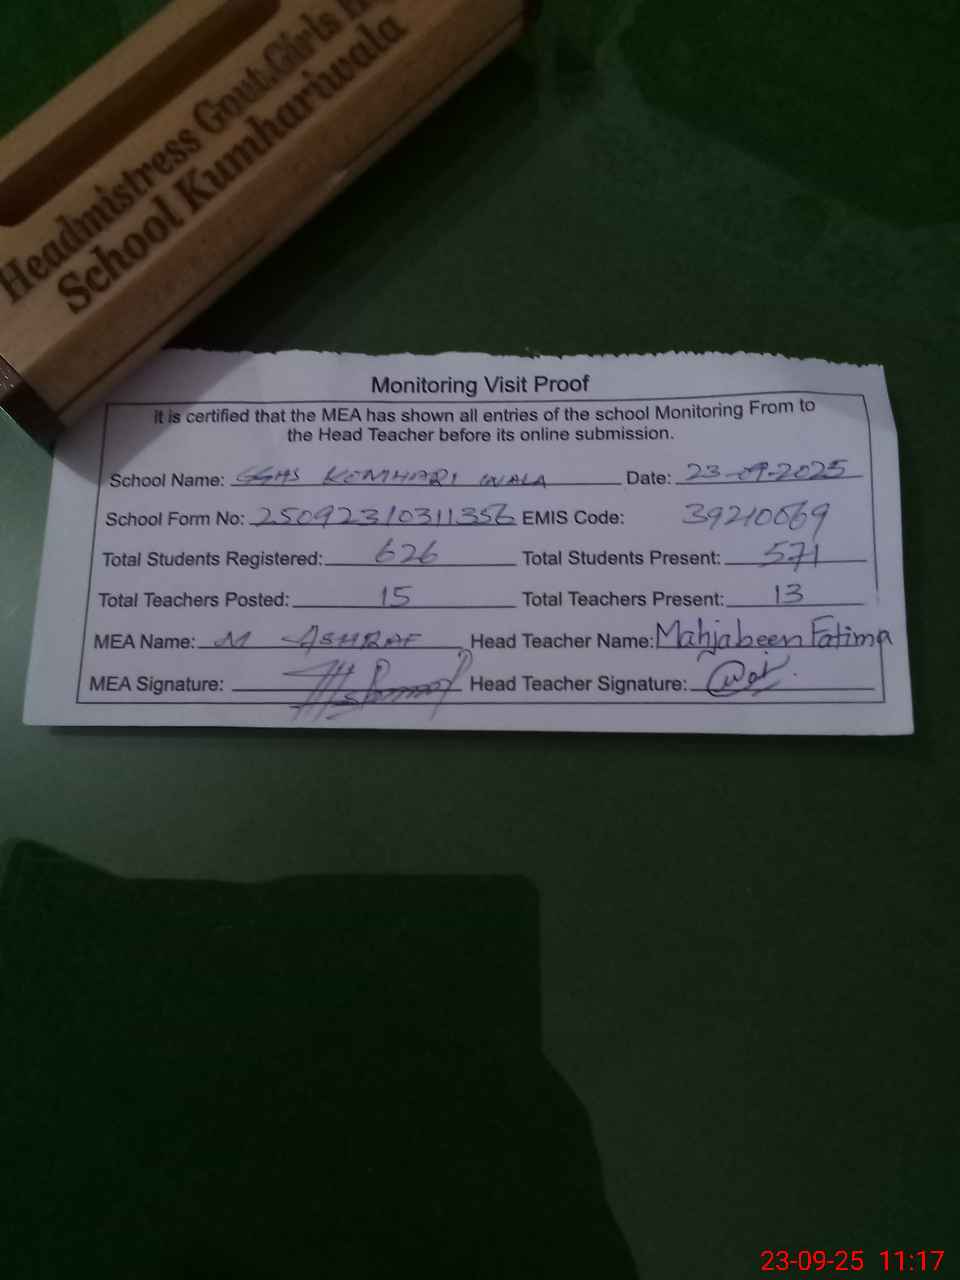 Headmistress Govt. Girls Hig
School Kumhariwala
Monitoring Visit Proof
it is certified that the MEA has shown all entries of the school Monitoring From to
the Head Teacher before its online submission.
School Name: GGHS KEMHARI WALA Date: 23-09-2025
School Form No: 25092310311356 EMIS Code: 39210069
Total Students Registered: 626 Total Students Present: 571
Total Teachers Posted: 15 Total Teachers Present: 13
MEA Name: M ASHRAF Head Teacher Name: Mahjabeen Fatima
MEA Signature: Head Teacher Signature:
23-09-25 11:17